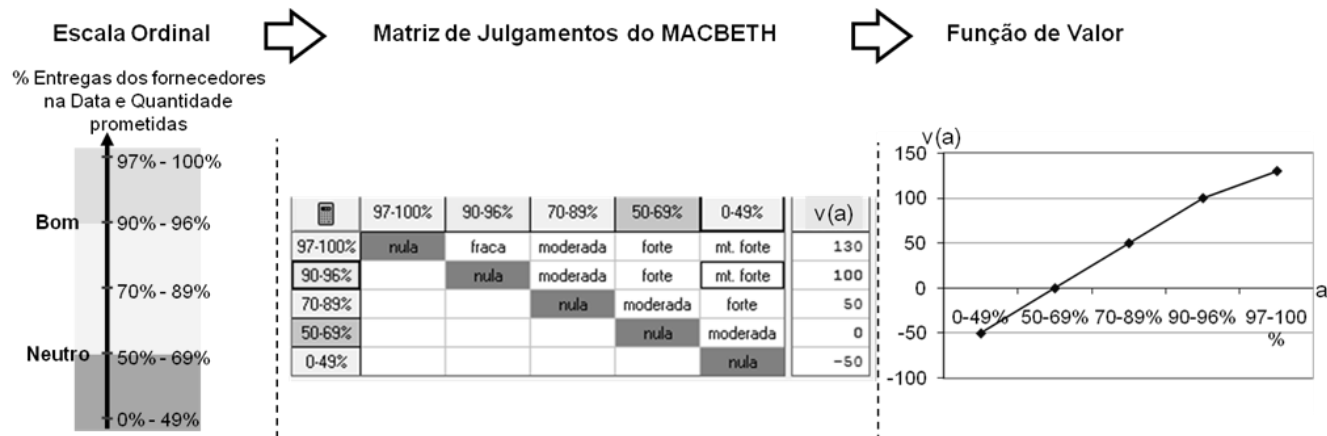 Escala Ordinal
Matriz de Julgamentos do MACBETH
Função de Valor
% Entregas dos fornecedores
na Data e Quantidade
prometidas
97% - 100%
Bom 90% - 96%
70% - 89%
Neutro 50% - 69%
0% - 49%
97-100% 90-96% 70-89% 50-69% 0-49% v(a)
97-100% nula fraca moderada forte mt. forte 130
90-96% nula moderada forte mt. forte 100
70-89% nula moderada forte 50
50-69% nula moderada 0
0-49% nula -50
v(a)
150
100
50
0 a
0-49% 50-69% 70-89% 90-96% 97-100
%
-50
-100